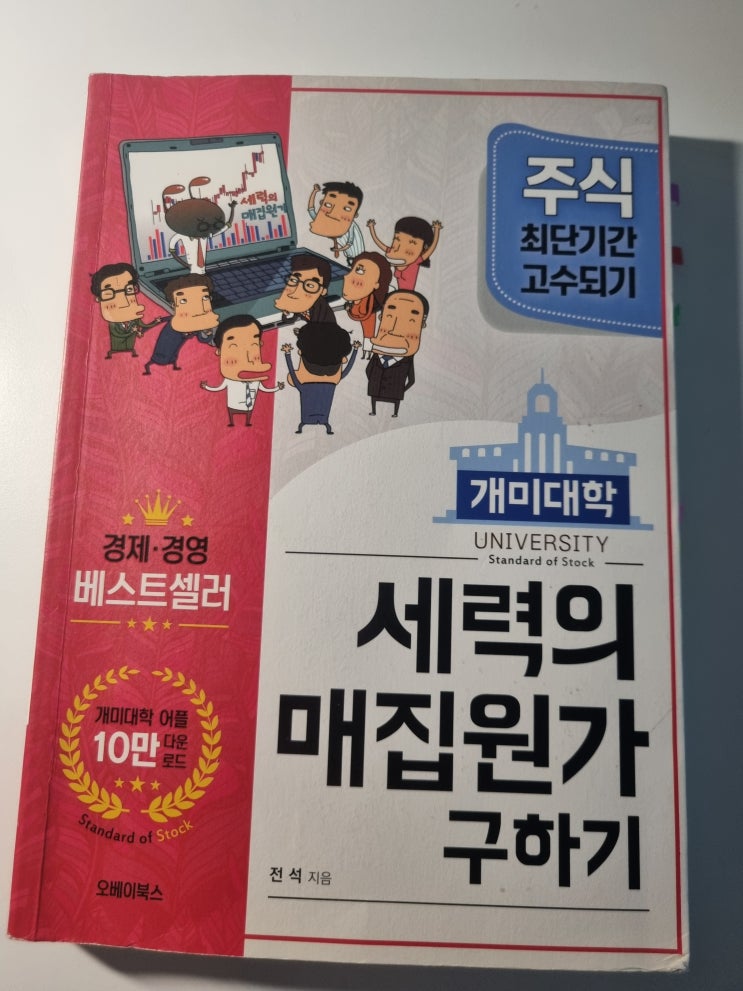 세력의
매집원가
주식
최단기간
고수되기
개미대학
UNIVERSITY
Standard of Stock
세력의
매집원가
구하기
전 석 지음
경제·경영
베스트셀러
개미대학 어플
10만 다운
로드
Standard of Stock
오베이북스